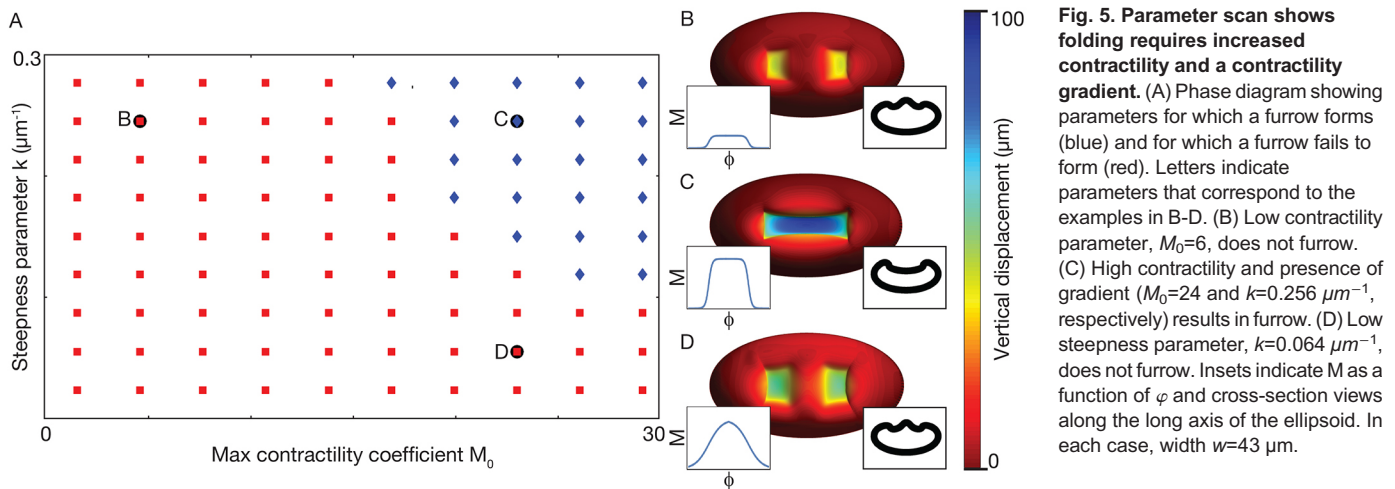 A
0.3
Steepness parameter k (µm⁻¹)
B
C
D
0
30
Max contractility coefficient M₀
B
M
ϕ
C
M
ϕ
D
M
ϕ
100
Vertical displacement (µm)
0
Fig. 5. Parameter scan shows
folding requires increased
contractility and a contractility
gradient. (A) Phase diagram showing
parameters for which a furrow forms
(blue) and for which a furrow fails to
form (red). Letters indicate
parameters that correspond to the
examples in B-D. (B) Low contractility
parameter, M₀=6, does not furrow.
(C) High contractility and presence of
gradient (M₀=24 and k=0.256 µm⁻¹,
respectively) results in furrow. (D) Low
steepness parameter, k=0.064 µm⁻¹,
does not furrow. Insets indicate M as a
function of φ and cross-section views
along the long axis of the ellipsoid. In
each case, width w=43 µm.